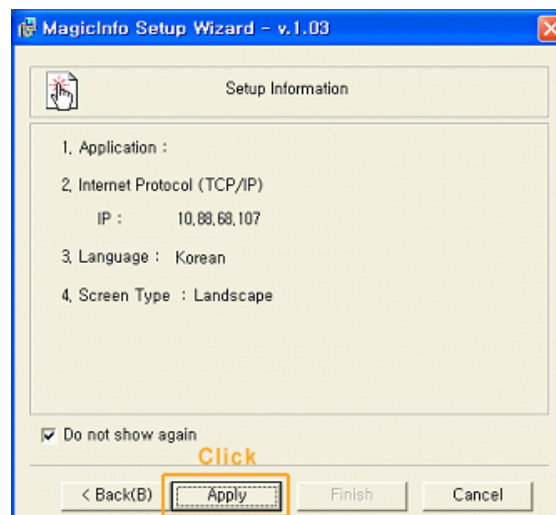 MagicInfo Setup Wizard - v.1.03
Setup Information
1, Application :
2, Internet Protocol (TCP/IP)
IP : 10,88,68,107
3, Language : Korean
4, Screen Type : Landscape
Do not show again
Click
< Back(B) Apply Finish Cancel